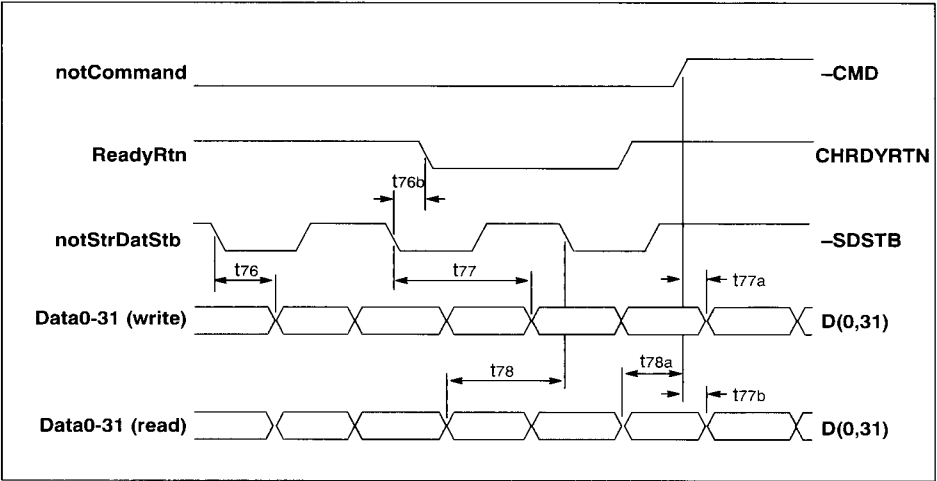 notCommand –CMD
ReadyRtn CHRDYRTN
t76b
notStrDatStb –SDSTB
t76 t77 t77a
Data0-31 (write) D(0,31)
t78 t78a
t77b
Data0-31 (read) D(0,31)